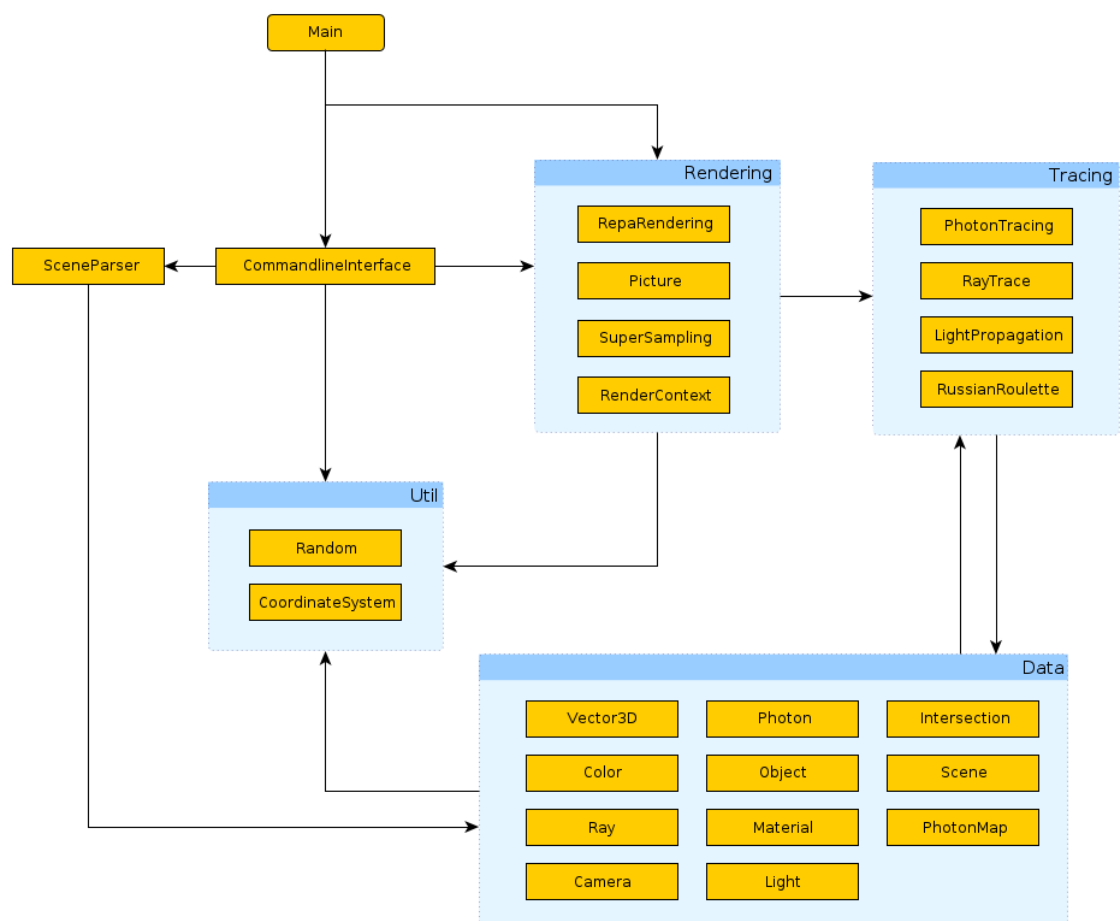 Main
Rendering
RepaRendering
Picture
SuperSampling
RenderContext
Tracing
PhotonTracing
RayTrace
LightPropagation
RussianRoulette
SceneParser
CommandlineInterface
Util
Random
CoordinateSystem
Data
Vector3D
Photon
Intersection
Color
Object
Scene
Ray
Material
PhotonMap
Camera
Light